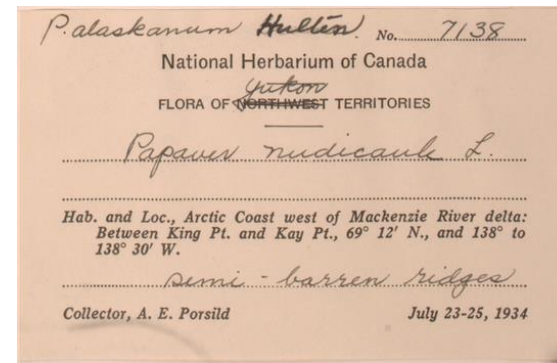 P. alaskanum Hultén. No. 7138
National Herbarium of Canada
Yukon
FLORA OF NORTHWEST TERRITORIES
Papaver nudicaule L.
Hab. and Loc., Arctic Coast west of Mackenzie River delta:
Between King Pt. and Kay Pt., 69° 12' N., and 138° to
138° 30' W.
semi-barren ridges
Collector, A. E. Porsild July 23-25, 1934